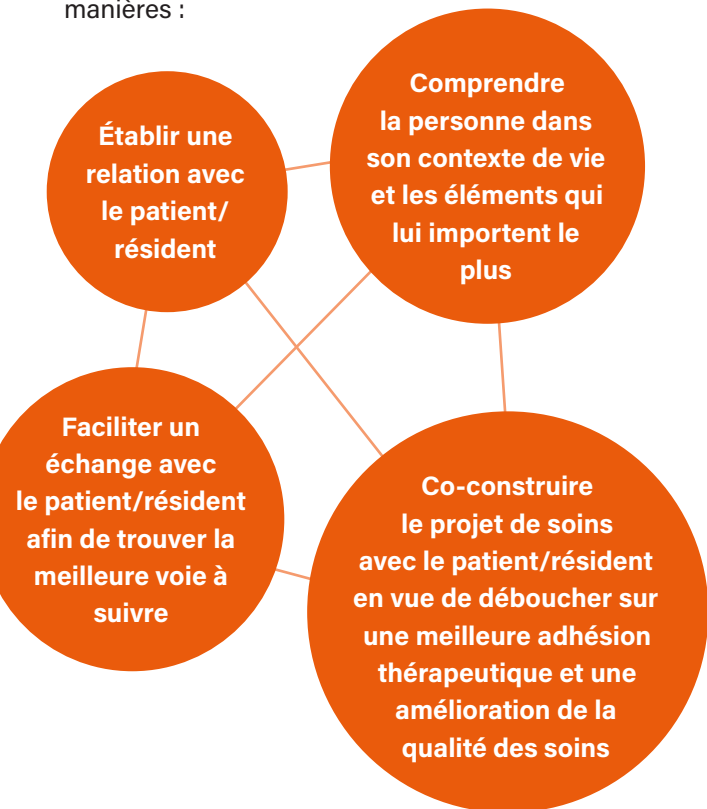 manières :
Établir une
relation avec
le patient/
résident
Comprendre
la personne dans
son contexte de vie
et les éléments qui
lui importent le
plus
Faciliter un
échange avec
le patient/résident
afin de trouver la
meilleure voie à
suivre
Co-construire
le projet de soins
avec le patient/résident
en vue de déboucher sur
une meilleure adhésion
thérapeutique et une
amélioration de la
qualité des soins